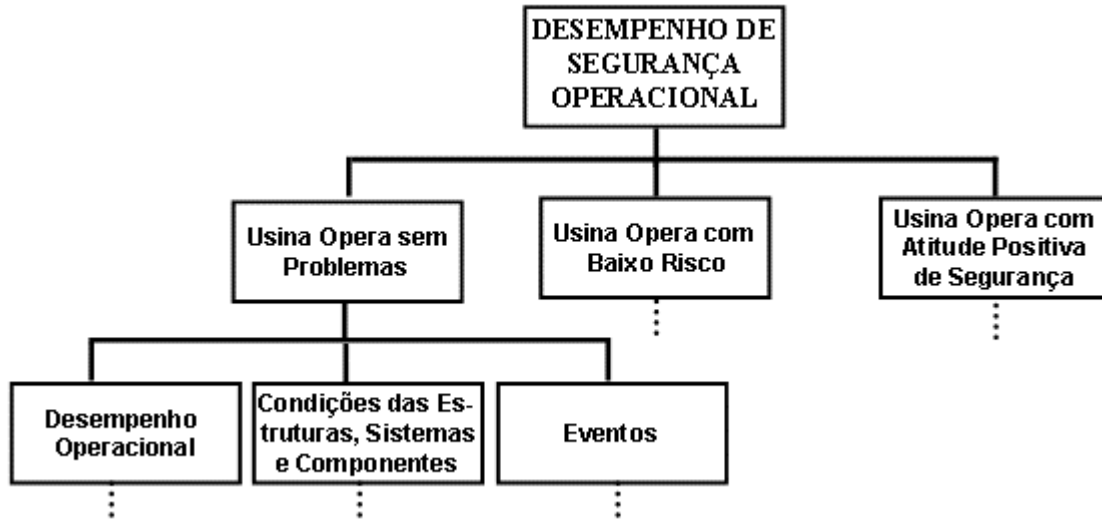 DESEMPENHO DE
SEGURANÇA
OPERACIONAL
Usina Opera sem
Problemas
Usina Opera com
Baixo Risco
Usina Opera com
Atitude Positiva
de Segurança
Desempenho
Operacional
Condições das Es-
truturas, Sistemas
e Componentes
Eventos